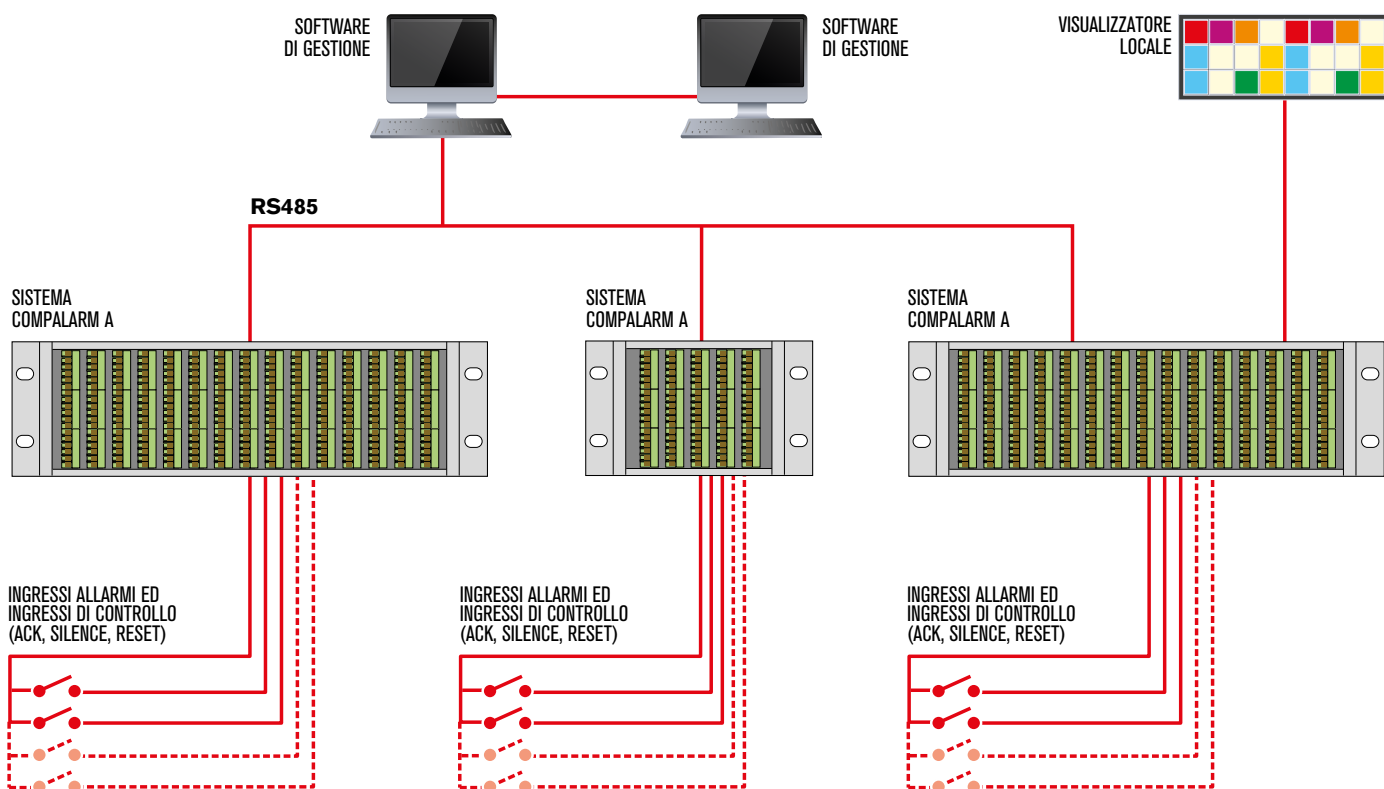 SOFTWARE
DI GESTIONE
SOFTWARE
DI GESTIONE
VISUALIZZATORE
LOCALE
RS485
SISTEMA
COMPALARM A
SISTEMA
COMPALARM A
SISTEMA
COMPALARM A
INGRESSI ALLARMI ED
INGRESSI DI CONTROLLO
(ACK, SILENCE, RESET)
INGRESSI ALLARMI ED
INGRESSI DI CONTROLLO
(ACK, SILENCE, RESET)
INGRESSI ALLARMI ED
INGRESSI DI CONTROLLO
(ACK, SILENCE, RESET)